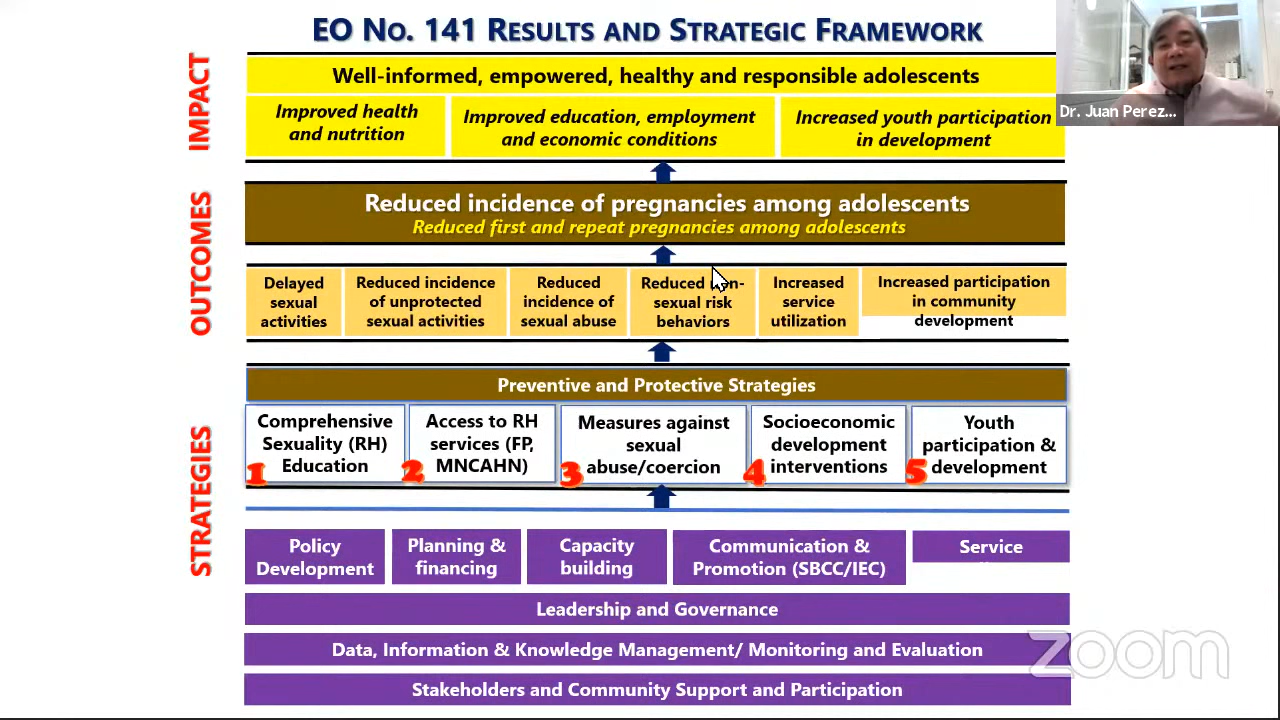 EO No. 141 Results and Strategic Framework
Dr. Juan Perez...
IMPACT
Well-informed, empowered, healthy and responsible adolescents
Improved health
and nutrition
Improved education, employment
and economic conditions
Increased youth participation
in development
OUTCOMES
Reduced incidence of pregnancies among adolescents
Reduced first and repeat pregnancies among adolescents
Delayed
sexual
activities
Reduced incidence
of unprotected
sexual activities
Reduced
incidence of
sexual abuse
Reduced
sexual risk
behaviors
Increased
service
utilization
Increased participation
in community
development
STRATEGIES
Preventive and Protective Strategies
Comprehensive
Sexuality (RH)
1 Education
Access to RH
services (FP,
2 MNCAHN)
Measures against
sexual
3 abuse/coercion
Socioeconomic
development
4 interventions
Youth
participation &
5 development
Policy
Development
Planning &
financing
Capacity
building
Communication &
Promotion (SBCC/IEC)
Service
Leadership and Governance
Data, Information & Knowledge Management/ Monitoring and Evaluation
Stakeholders and Community Support and Participation
zoom